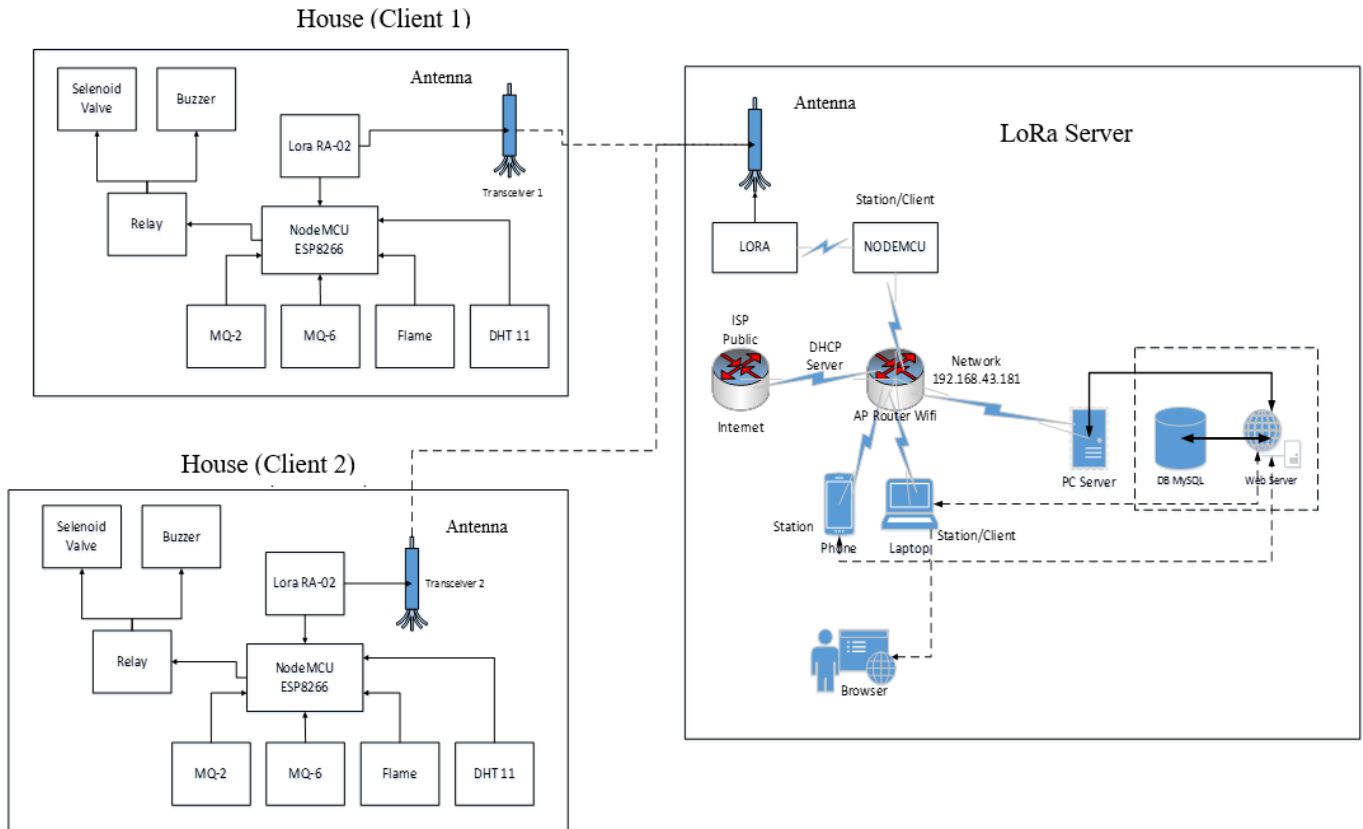 House (Client 1)
Selenoid
Valve
Buzzer
Antenna
Lora RA-02
Transceiver 1
Relay
NodeMCU
ESP8266
MQ-2
MQ-6
Flame
DHT 11
House (Client 2)
Selenoid
Valve
Buzzer
Antenna
Lora RA-02
Transceiver 2
Relay
NodeMCU
ESP8266
MQ-2
MQ-6
Flame
DHT 11
Antenna
LoRa Server
Station/Client
LORA
NODEMCU
ISP
Public
DHCP
Server
Network
192.168.43.181
Internet
AP Router Wifi
PC Server
DB MySQL
Web Server
Station
Phone
Laptop
Station/Client
Browser